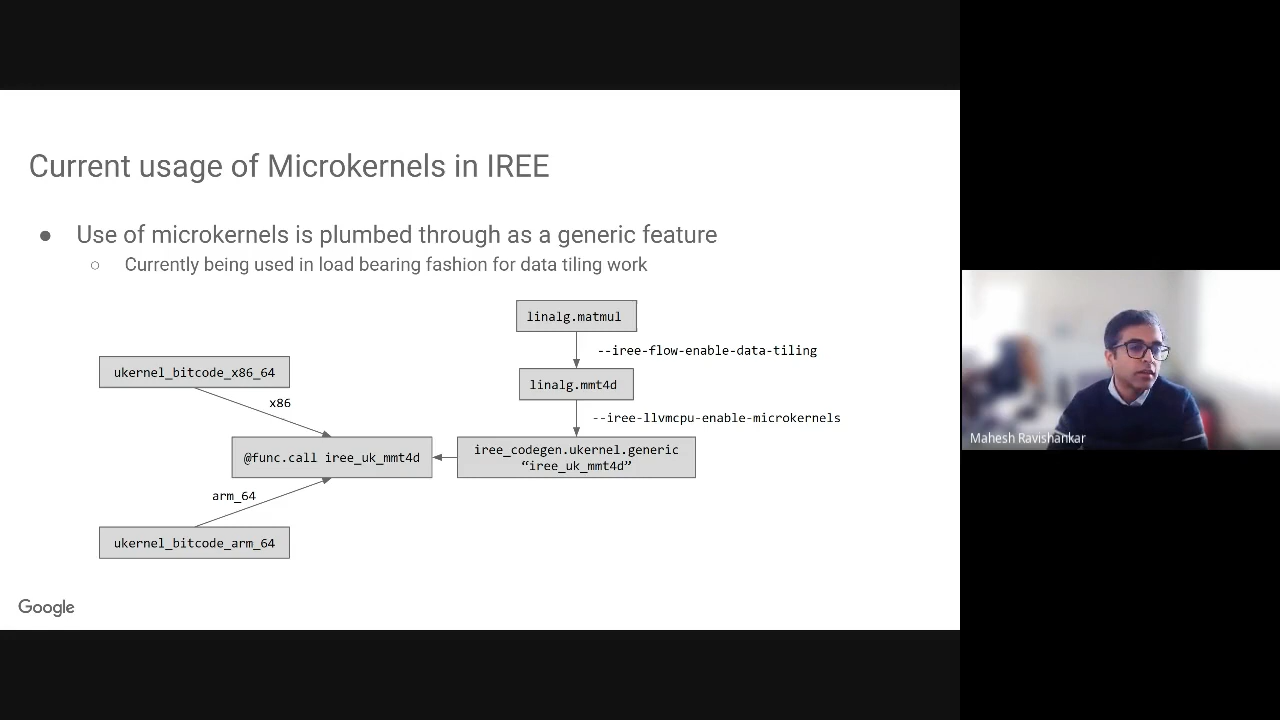 Current usage of Microkernels in IREE
● Use of microkernels is plumbed through as a generic feature
○ Currently being used in load bearing fashion for data tiling work
linalg.matmul
--iree-flow-enable-data-tiling
ukernel_bitcode_x86_64
linalg.mmt4d
x86
--iree-llvmcpu-enable-microkernels
@func.call iree_uk_mmt4d
iree_codegen.ukernel.generic
“iree_uk_mmt4d”
arm_64
ukernel_bitcode_arm_64
Google
Mahesh Ravishankar